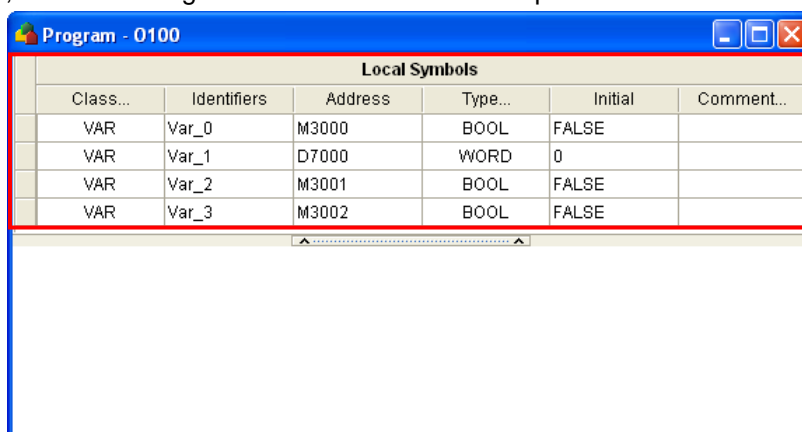 Program - O100
Local Symbols
Class... Identifiers Address Type... Initial Comment...
VAR Var_0 M3000 BOOL FALSE
VAR Var_1 D7000 WORD 0
VAR Var_2 M3001 BOOL FALSE
VAR Var_3 M3002 BOOL FALSE